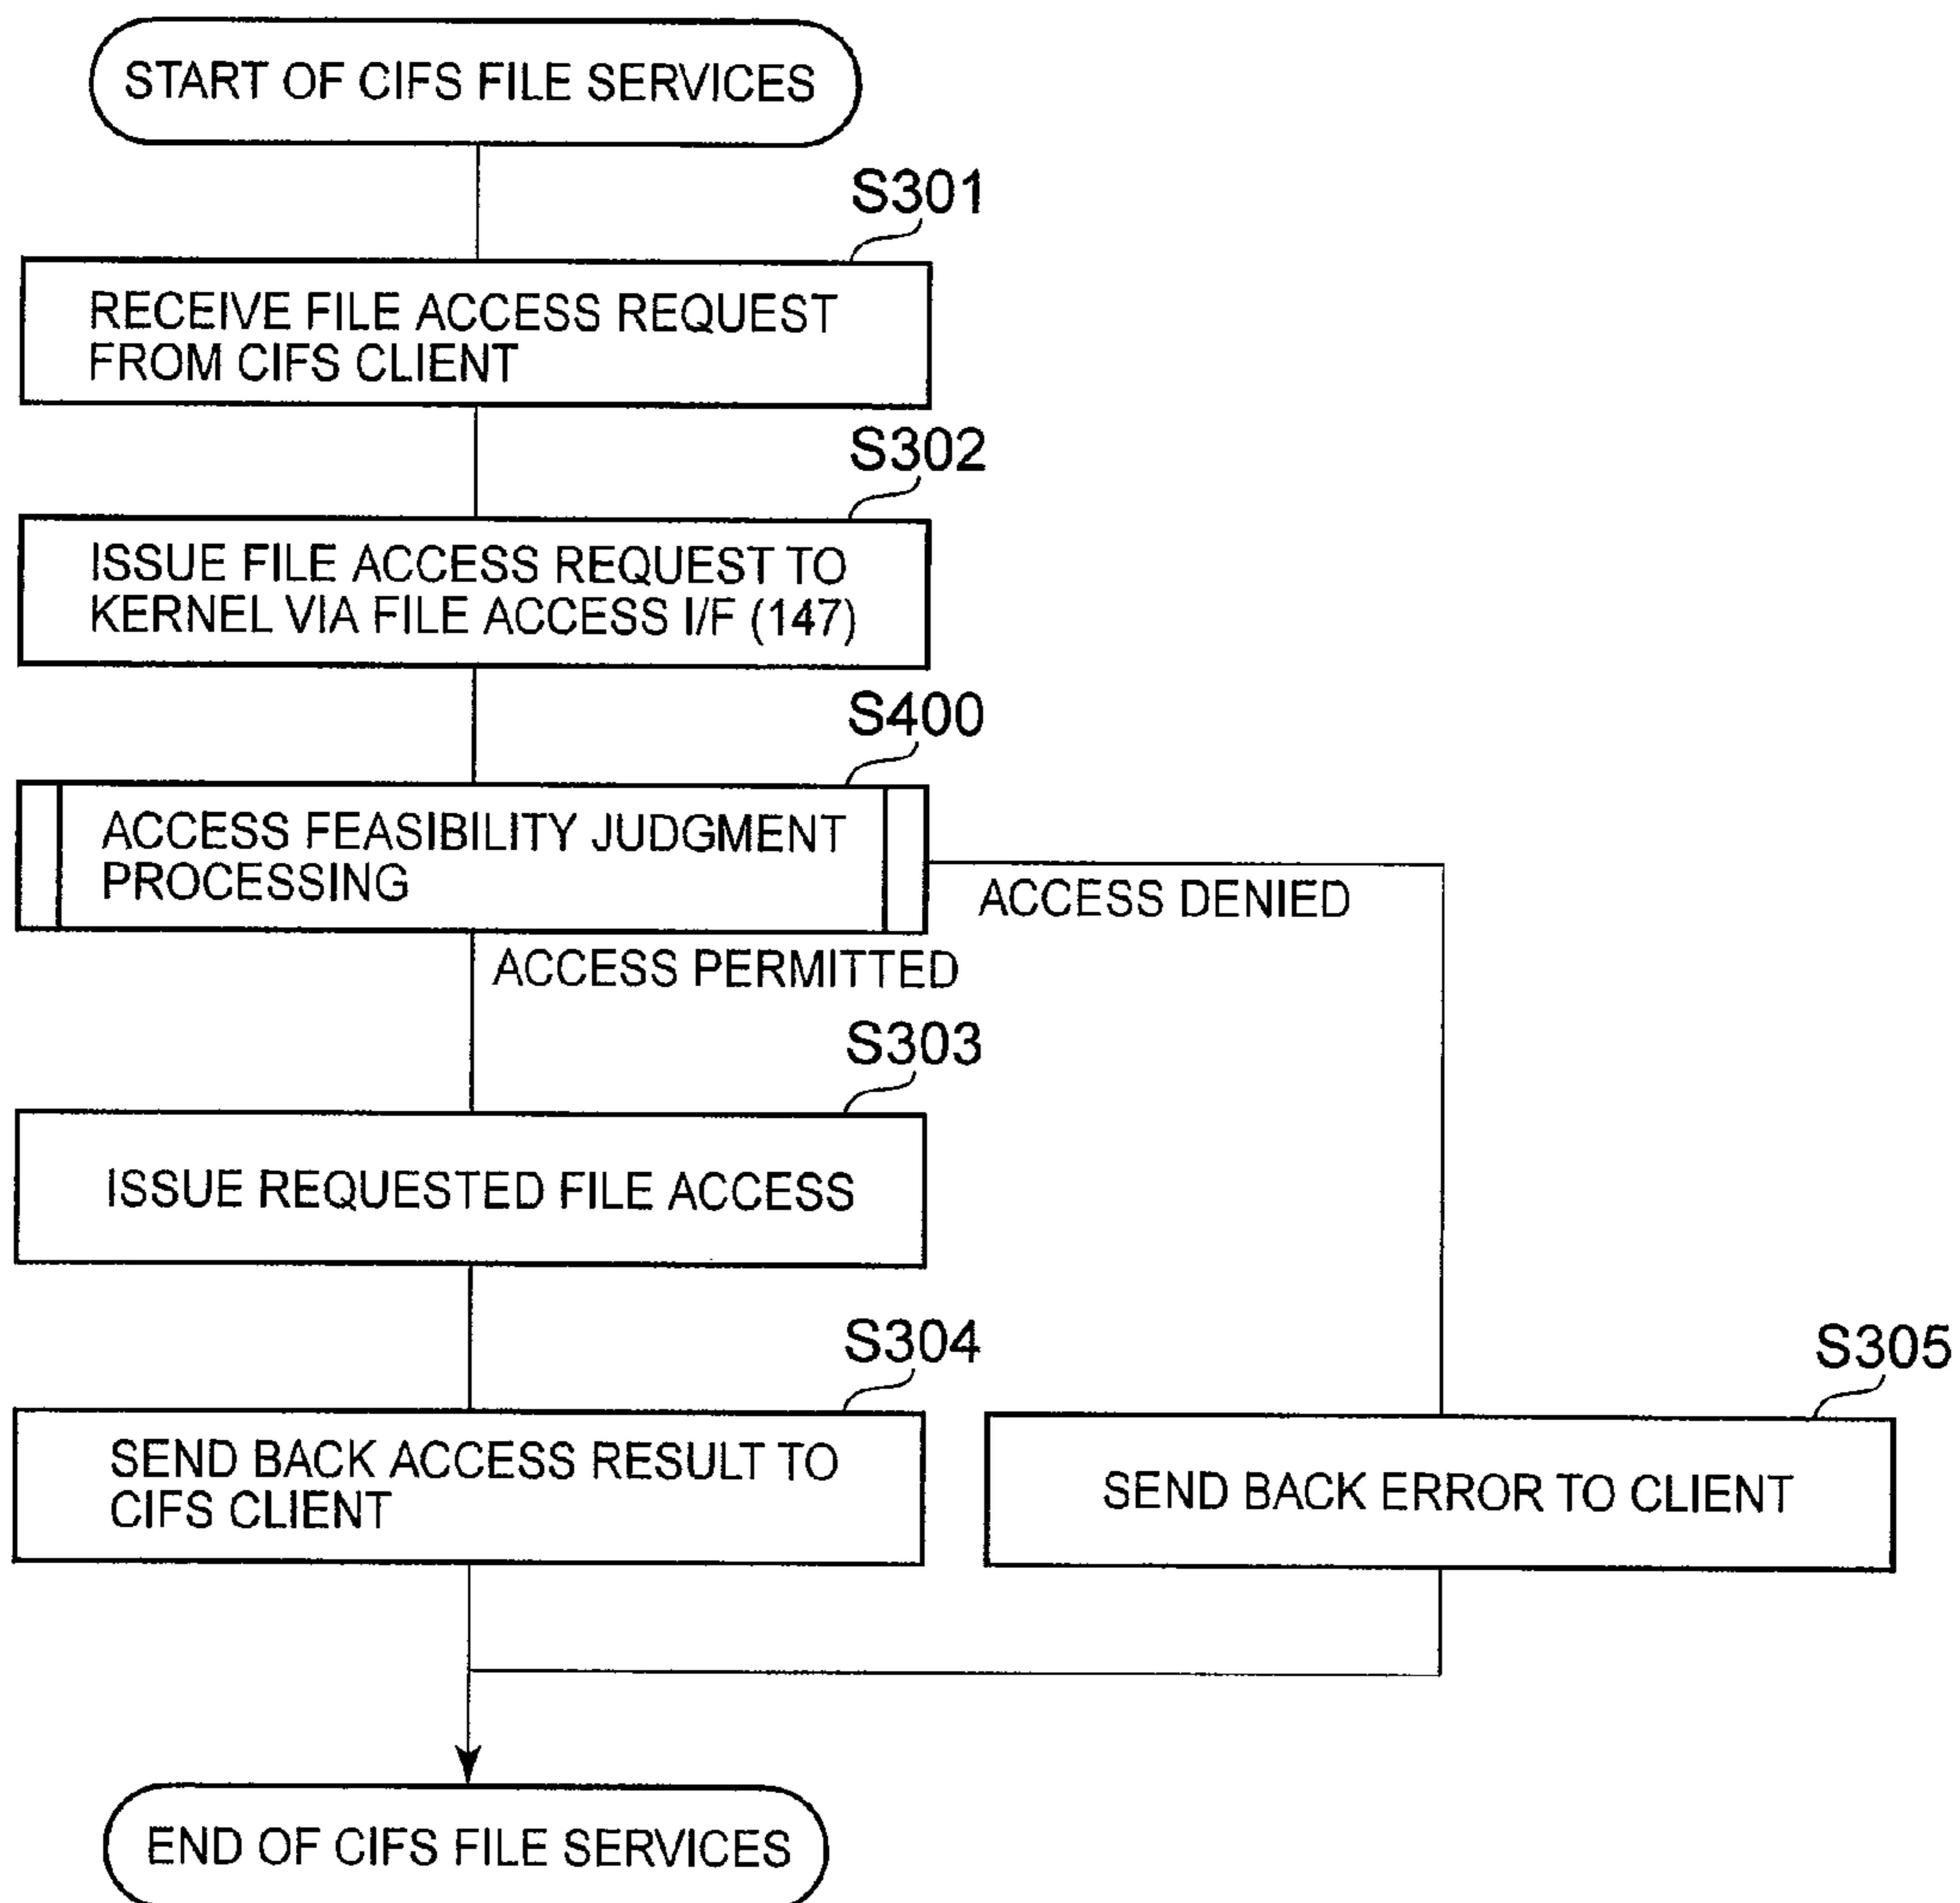 START OF CIFS FILE SERVICES
S301
RECEIVE FILE ACCESS REQUEST
FROM CIFS CLIENT
S302
ISSUE FILE ACCESS REQUEST TO
KERNEL VIA FILE ACCESS I/F (147)
S400
ACCESS FEASIBILITY JUDGMENT
PROCESSING
ACCESS DENIED
ACCESS PERMITTED
S303
ISSUE REQUESTED FILE ACCESS
S304
SEND BACK ACCESS RESULT TO
CIFS CLIENT
S305
SEND BACK ERROR TO CLIENT
END OF CIFS FILE SERVICES